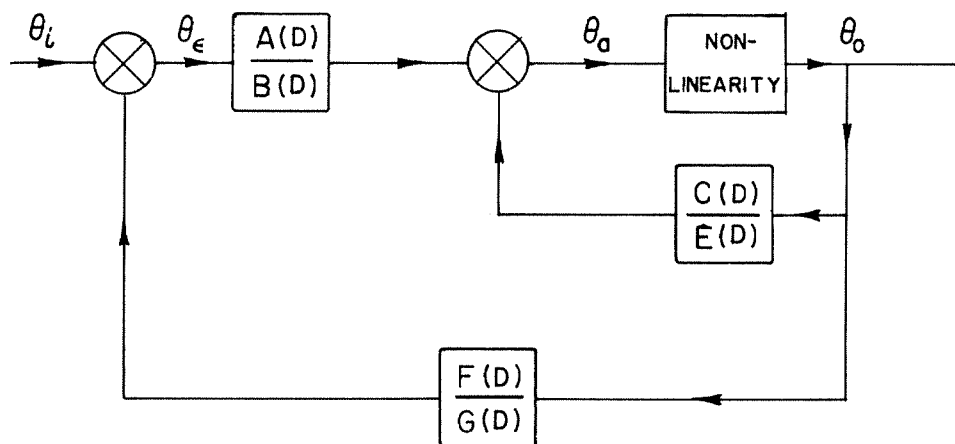 θi
θϵ
A(D)
B(D)
θa
NON-
LINEARITY
θo
C(D)
E(D)
F(D)
G(D)